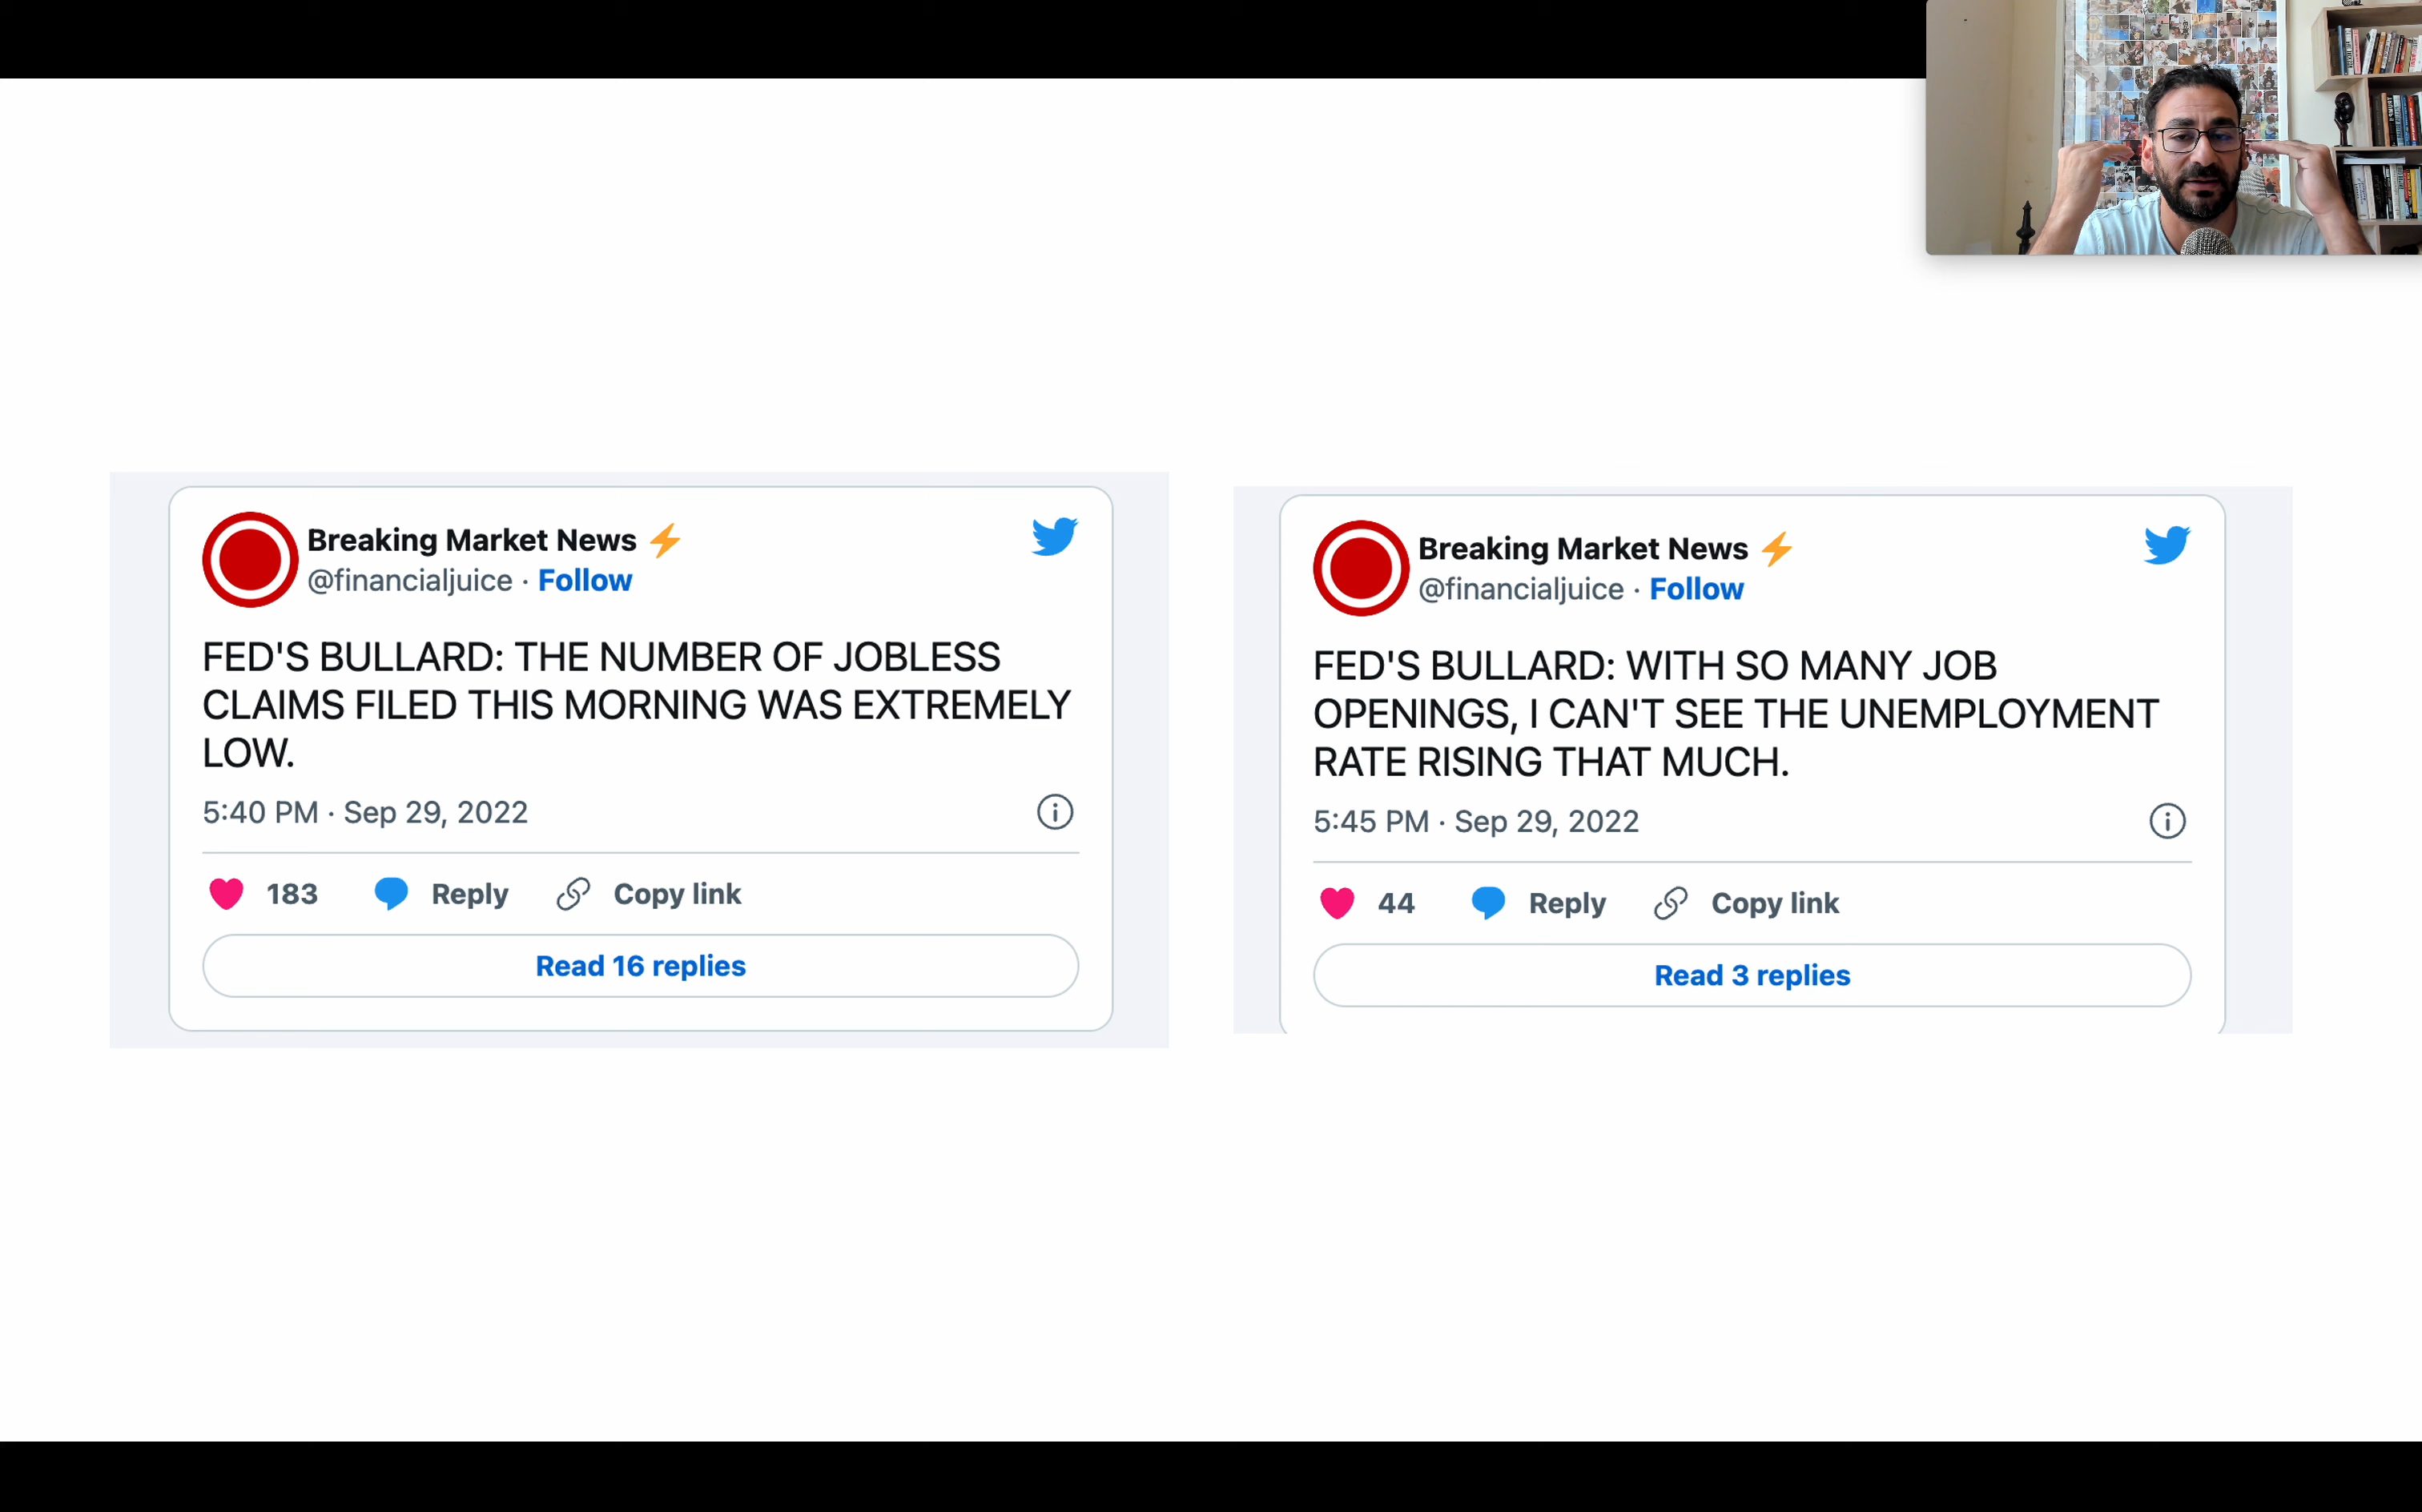 Breaking Market News ⚡
@financialjuice · Follow
FED'S BULLARD: THE NUMBER OF JOBLESS
CLAIMS FILED THIS MORNING WAS EXTREMELY
LOW.
5:40 PM · Sep 29, 2022
183 Reply Copy link
Read 16 replies
Breaking Market News ⚡
@financialjuice · Follow
FED'S BULLARD: WITH SO MANY JOB
OPENINGS, I CAN'T SEE THE UNEMPLOYMENT
RATE RISING THAT MUCH.
5:45 PM · Sep 29, 2022
44 Reply Copy link
Read 3 replies